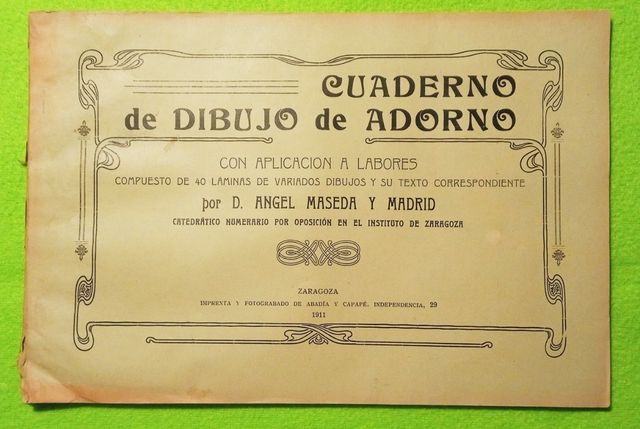 CUADERNO
de DIBUJO de ADORNO
CON APLICACION A LABORES
COMPUESTO DE 40 LAMINAS DE VARIADOS DIBUJOS Y SU TEXTO CORRESPONDIENTE
por D. ANGEL MASEDA Y MADRID
CATEDRÁTICO NUMERARIO POR OPOSICIÓN EN EL INSTITUTO DE ZARAGOZA
ZARAGOZA
IMPRENTA Y FOTOGRABADO DE ABADÍA Y CAPAPÉ. INDEPENDENCIA, 29
1911